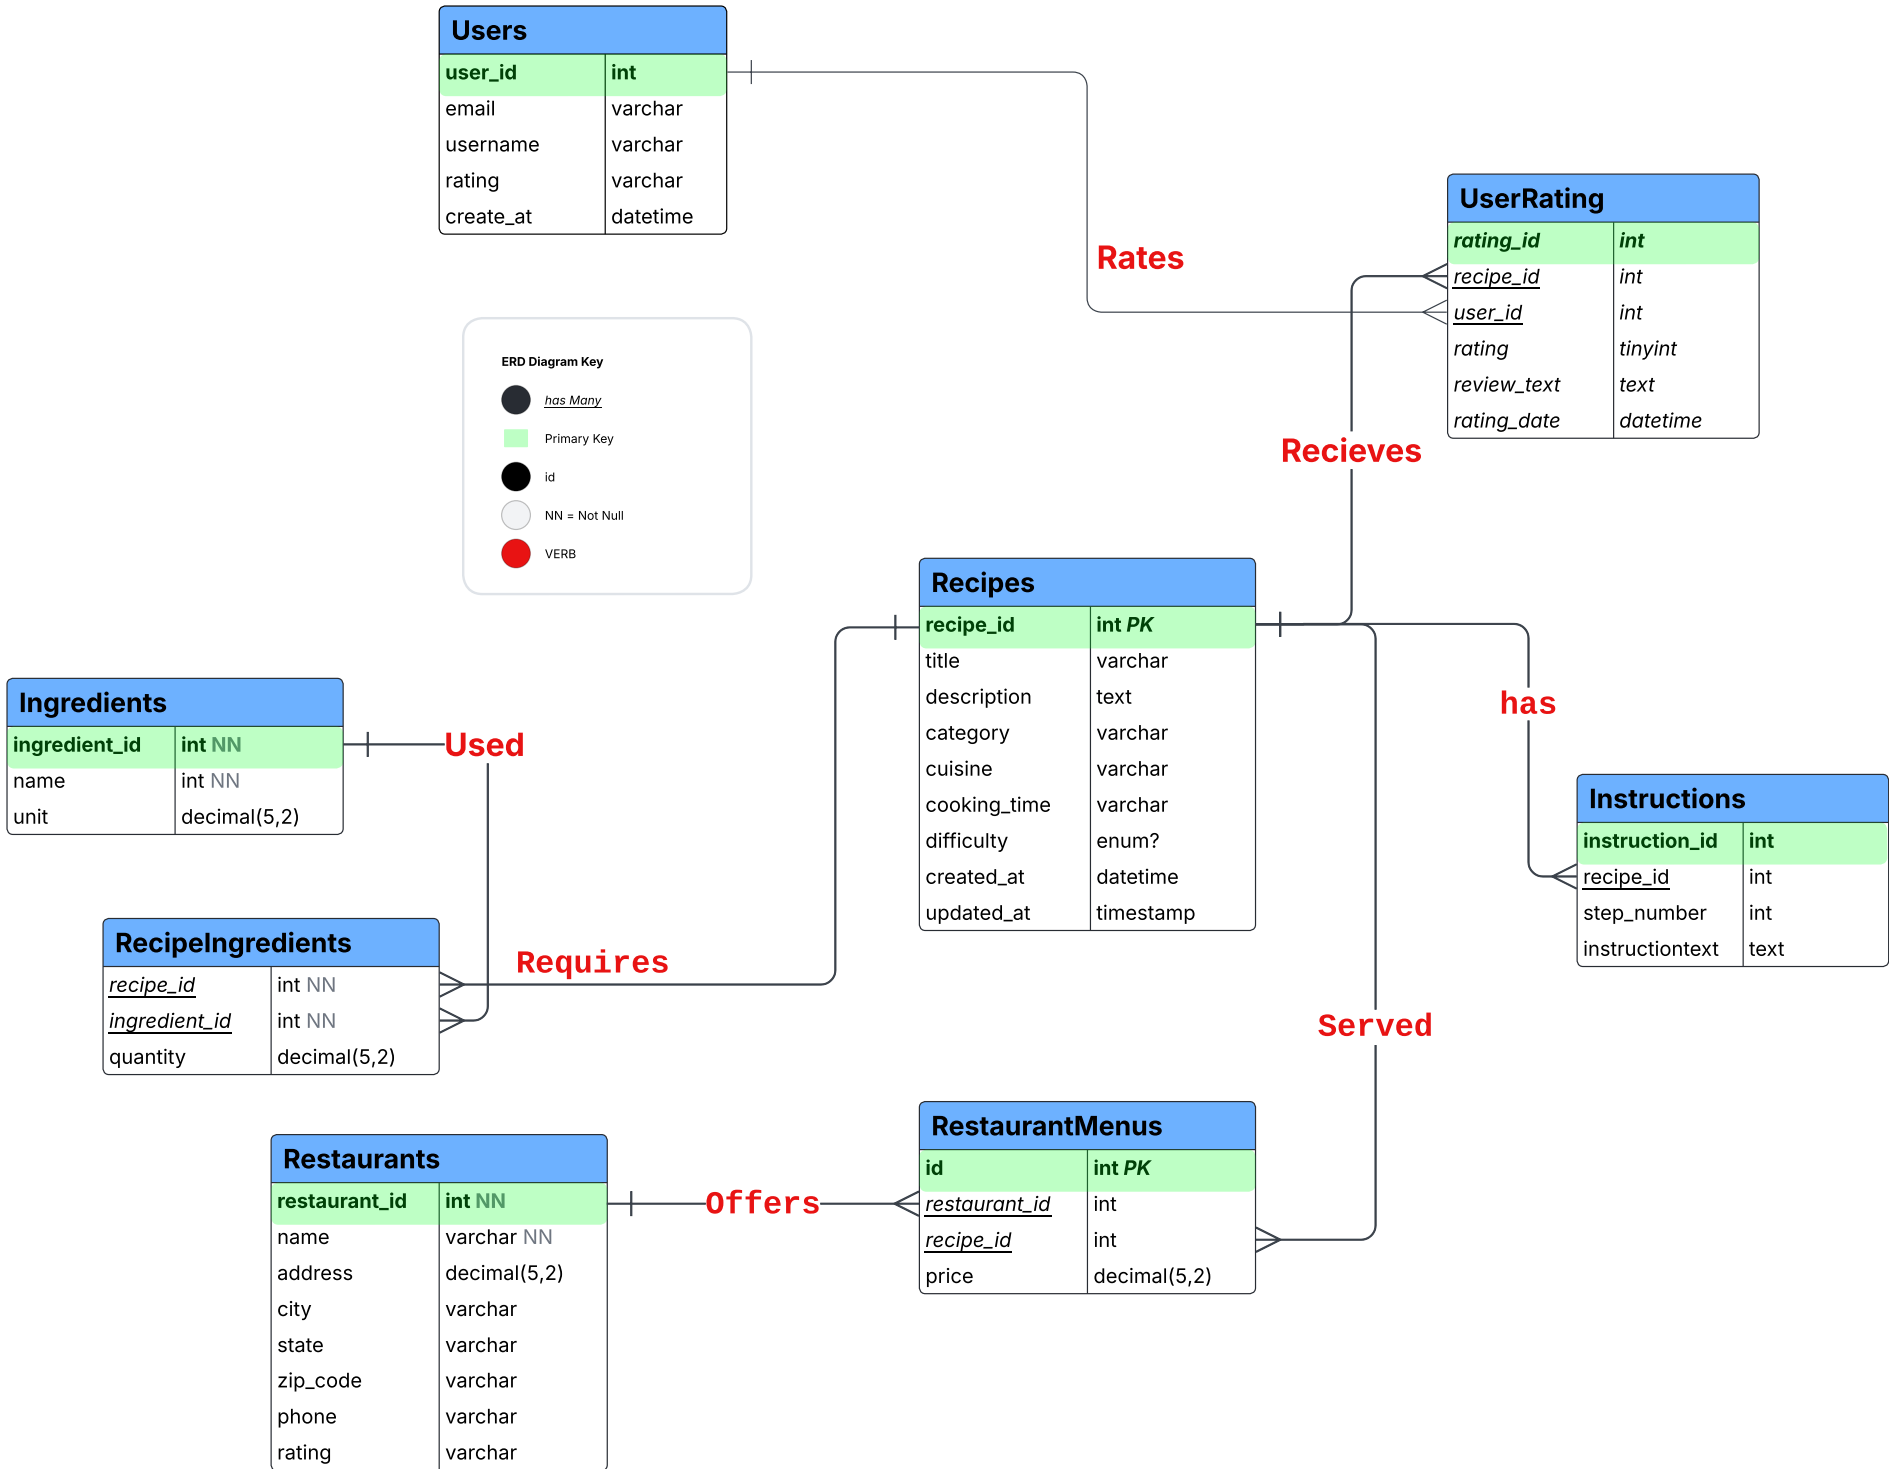 Users
user_id int
email varchar
username varchar
rating varchar
create_at datetime
Rates
UserRating
rating_id int
recipe_id int
user_id int
rating tinyint
review_text text
rating_date datetime
ERD Diagram Key
has Many
Primary Key
id
NN = Not Null
VERB
Recieves
Recipes
recipe_id int PK
title varchar
description text
category varchar
cuisine varchar
cooking_time varchar
difficulty enum?
created_at datetime
updated_at timestamp
has
Ingredients
ingredient_id int NN
name int NN
unit decimal(5,2)
Used
Instructions
instruction_id int
recipe_id int
step_number int
instructiontext text
RecipeIngredients
recipe_id int NN
ingredient_id int NN
quantity decimal(5,2)
Requires
Served
Restaurants
restaurant_id int NN
name varchar NN
address decimal(5,2)
city varchar
state varchar
zip_code varchar
phone varchar
rating varchar
Offers
RestaurantMenus
id int PK
restaurant_id int
recipe_id int
price decimal(5,2)